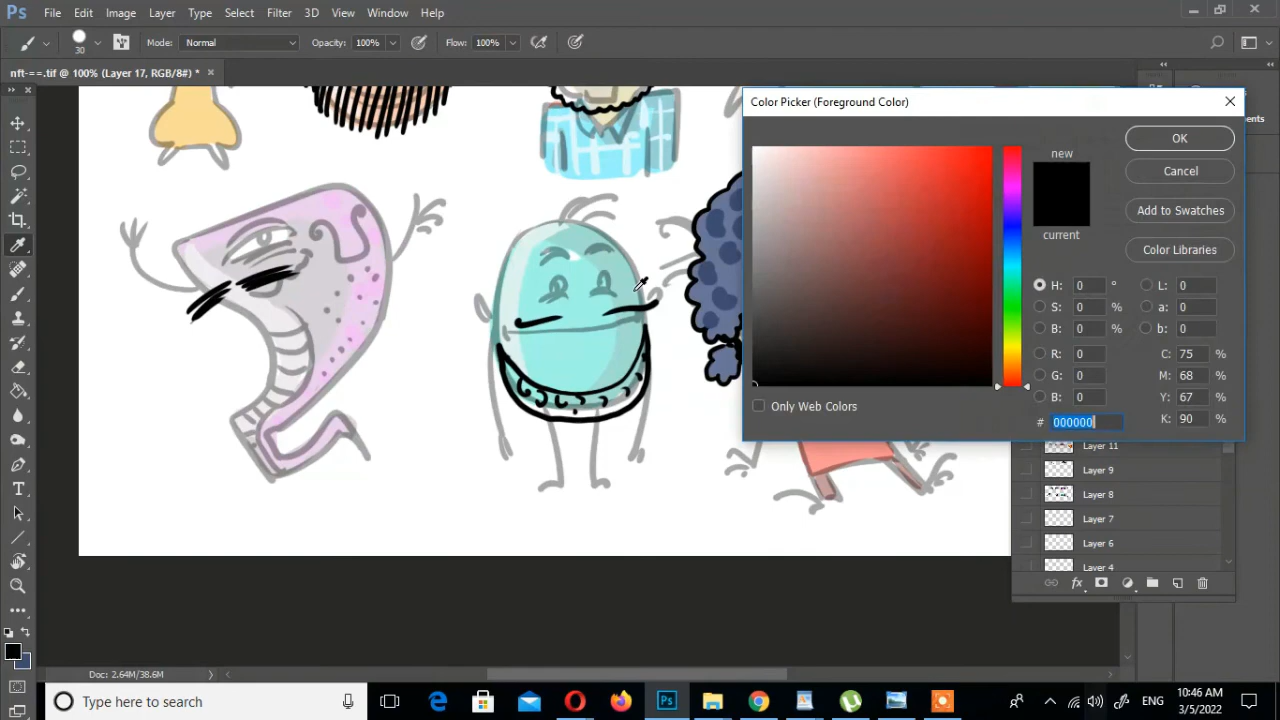 Ps File Edit Image Layer Type Select Filter 3D View Window Help
30 Mode: Normal Opacity: 100% Flow: 100%
nft-==.tif @ 100% (Layer 17, RGB/8#) * ×
Color Picker (Foreground Color)
new
current
OK
Cancel
Add to Swatches
Color Libraries
H: 0 ° L: 0
S: 0 % a: 0
B: 0 % b: 0
R: 0 C: 75 %
G: 0 M: 68 %
B: 0 Y: 67 %
# 000000 K: 90 %
Only Web Colors
ents
Layer 11
Layer 9
Layer 8
Layer 7
Layer 6
Layer 4
fx
T
Doc: 2.64M/38.6M
Type here to search
Ps
ENG
10:46 AM
3/5/2022